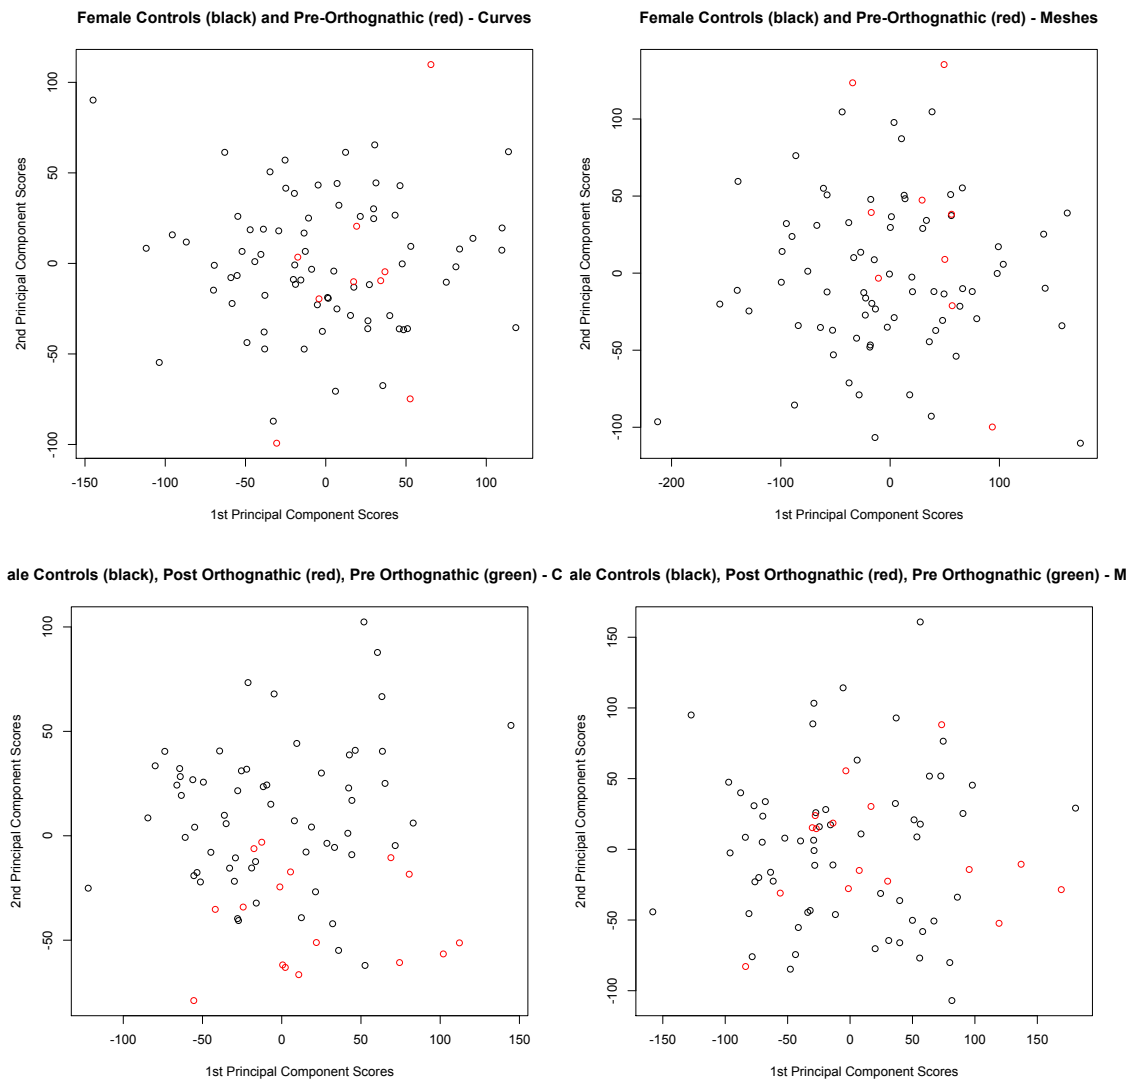 Female Controls (black) and Pre-Orthognathic (red) - Curves
100
50
0
-50
-100
2nd Principal Component Scores
-150 -100 -50 0 50 100
1st Principal Component Scores
Female Controls (black) and Pre-Orthognathic (red) - Meshes
100
50
0
-50
-100
2nd Principal Component Scores
-200 -100 0 100
1st Principal Component Scores
ale Controls (black), Post Orthognathic (red), Pre Orthognathic (green) - C
100
50
0
-50
2nd Principal Component Scores
-100 -50 0 50 100 150
1st Principal Component Scores
ale Controls (black), Post Orthognathic (red), Pre Orthognathic (green) - M
150
100
50
0
-50
-100
2nd Principal Component Scores
-150 -100 -50 0 50 100 150
1st Principal Component Scores